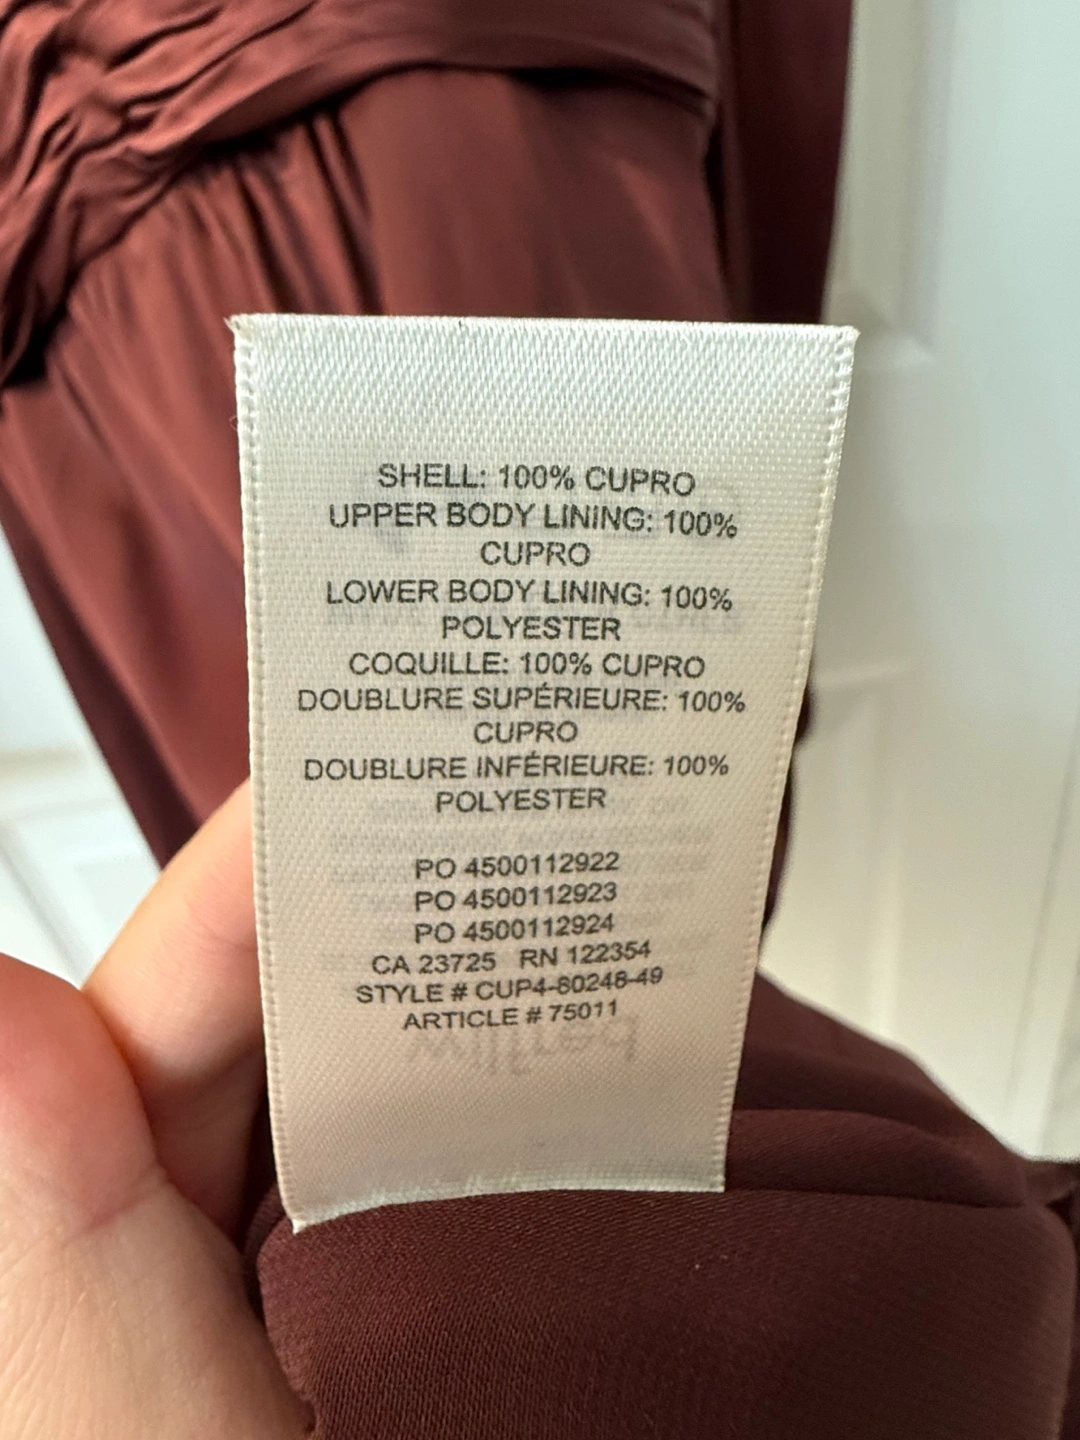 SHELL: 100% CUPRO
UPPER BODY LINING: 100%
CUPRO
LOWER BODY LINING: 100%
POLYESTER
COQUILLE: 100% CUPRO
DOUBLURE SUPÉRIEURE: 100%
CUPRO
DOUBLURE INFÉRIEURE: 100%
POLYESTER
PO 4500112922
PO 4500112923
PO 4500112924
CA 23725 RN 122354
STYLE # CUP4-80248-49
ARTICLE # 75011
wilfred